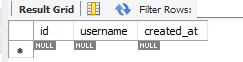 Result Grid Filter Rows:
id username created_at
* NULL NULL NULL